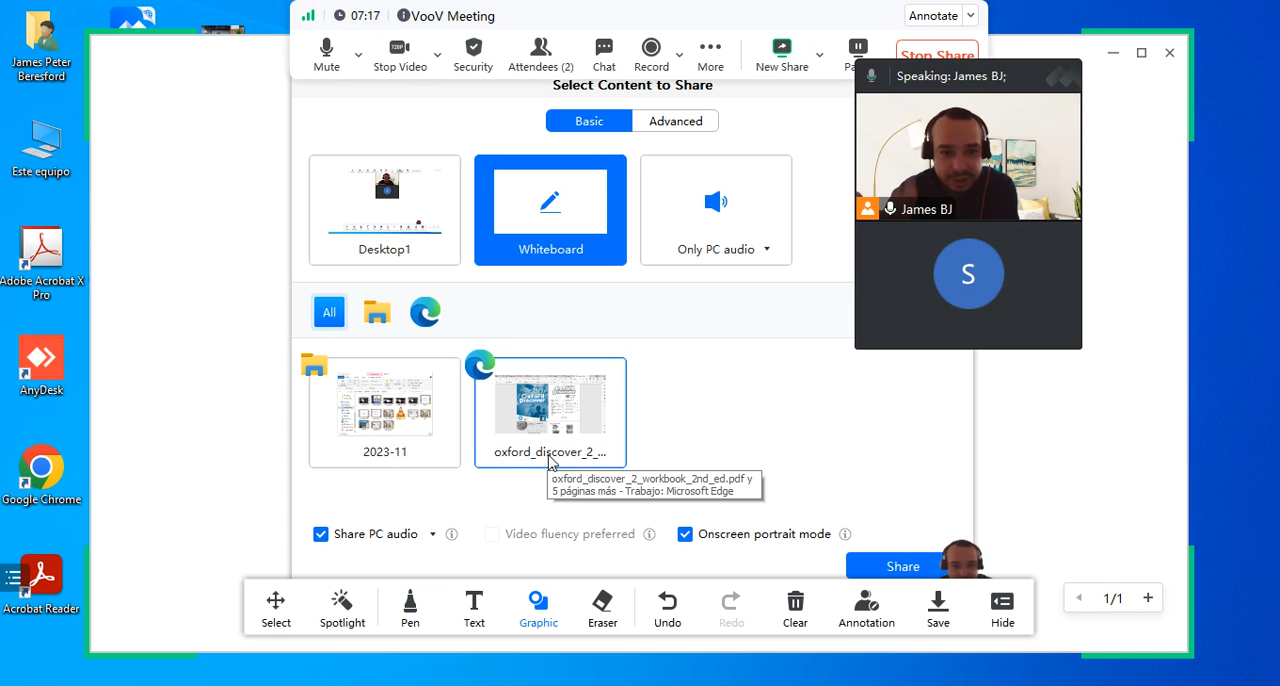 07:17
VooV Meeting
Annotate
Mute
720P
Stop Video
Security
Attendees (2)
Chat
Record
More
New Share
Pa
Stop Share
Speaking: James BJ;
James BJ
S
Select Content to Share
Basic
Advanced
Desktop1
Whiteboard
Only PC audio
All
2023-11
Oxford
Discover
oxford_discover_2_...
oxford_discover_2_workbook_2nd_ed.pdf y
5 páginas más - Trabajo: Microsoft Edge
Share PC audio
Video fluency preferred
Onscreen portrait mode
Share
Select
Spotlight
Pen
Text
Graphic
Eraser
Undo
Redo
Clear
Annotation
Save
Hide
1/1
James Peter
Beresford
Este equipo
Adobe Acrobat X
Pro
AnyDesk
Google Chrome
Acrobat Reader